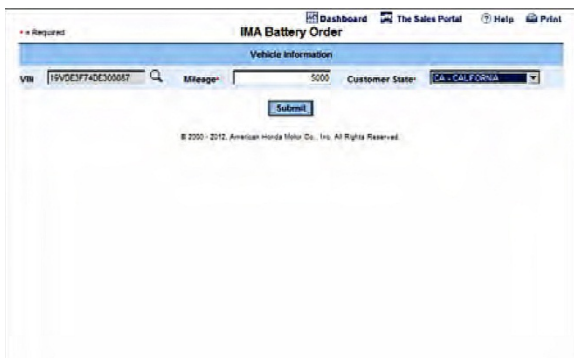 Dashboard The Sales Portal Help Print
* = Required IMA Battery Order
Vehicle Information
VIN 19VDE3F74DE300087 Mileage* 5000 Customer State* CA - CALIFORNIA
Submit
© 2000 - 2012, American Honda Motor Co., Inc. All Rights Reserved.